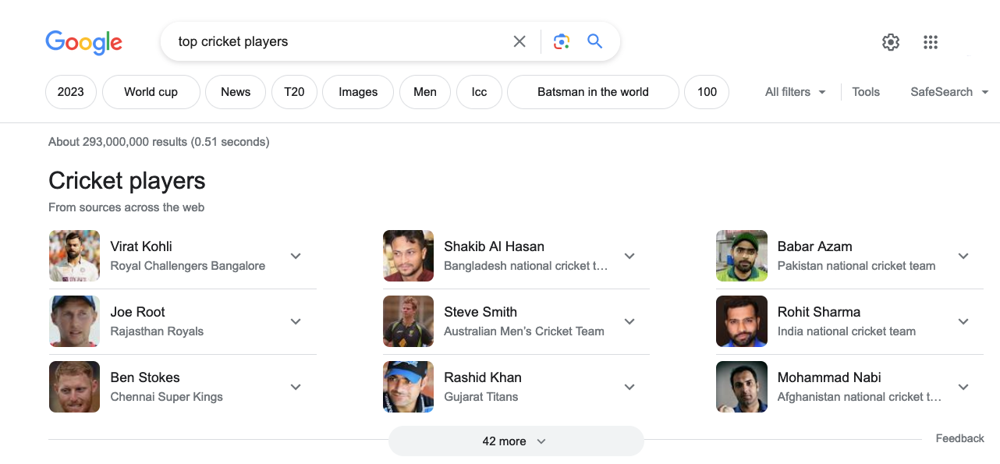 Google
top cricket players
2023
World cup
News
T20
Images
Men
Icc
Batsman in the world
100
All filters
Tools
SafeSearch
About 293,000,000 results (0.51 seconds)
Cricket players
From sources across the web
Virat Kohli
Royal Challengers Bangalore
Shakib Al Hasan
Bangladesh national cricket t...
Babar Azam
Pakistan national cricket team
Joe Root
Rajasthan Royals
Steve Smith
Australian Men's Cricket Team
Rohit Sharma
India national cricket team
Ben Stokes
Chennai Super Kings
Rashid Khan
Gujarat Titans
Mohammad Nabi
Afghanistan national cricket t...
42 more
Feedback